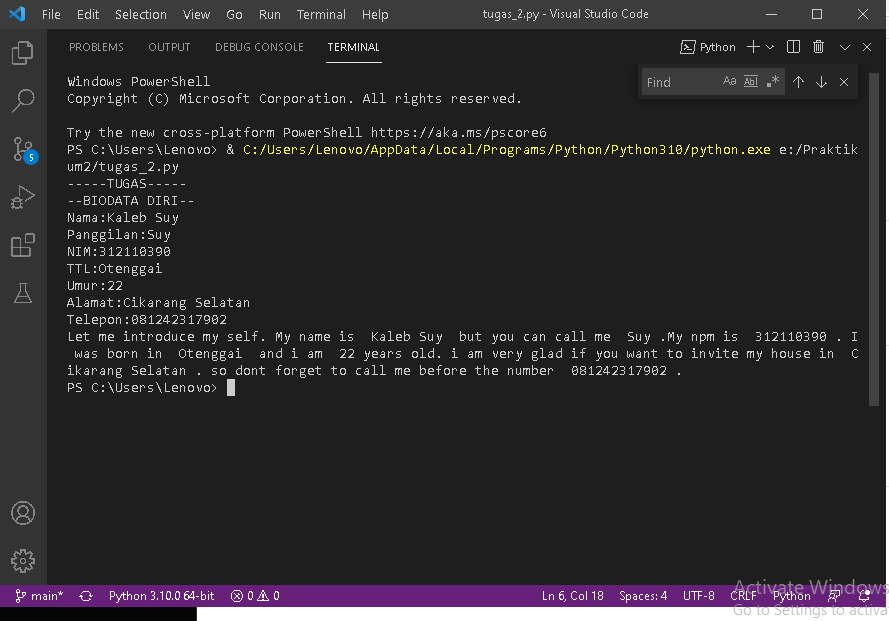 File Edit Selection View Go Run Terminal Help tugas_2.py - Visual Studio Code
PROBLEMS OUTPUT DEBUG CONSOLE TERMINAL Python
Find Aa Abl .*
Windows PowerShell
Copyright (C) Microsoft Corporation. All rights reserved.
Try the new cross-platform PowerShell https://aka.ms/pscore6
PS C:\Users\Lenovo> & C:/Users/Lenovo/AppData/Local/Programs/Python/Python310/python.exe e:/Praktik
um2/tugas_2.py
-----TUGAS-----
--BIODATA DIRI--
Nama:Kaleb Suy
Panggilan:Suy
NIM:312110390
TTL:Otenggai
Umur:22
Alamat:Cikarang Selatan
Telepon:081242317902
Let me introduce my self. My name is  Kaleb Suy  but you can call me  Suy .My npm is  312110390 . I
 was born in  Otenggai  and i am  22 years old. i am very glad if you want to invite my house in  C
ikarang Selatan . so dont forget to call me before the number  081242317902 .
PS C:\Users\Lenovo>
5
Activate Windows
Go to Settings to activa
main* Python 3.10.0 64-bit 0 0 Ln 6, Col 18 Spaces: 4 UTF-8 CRLF Python